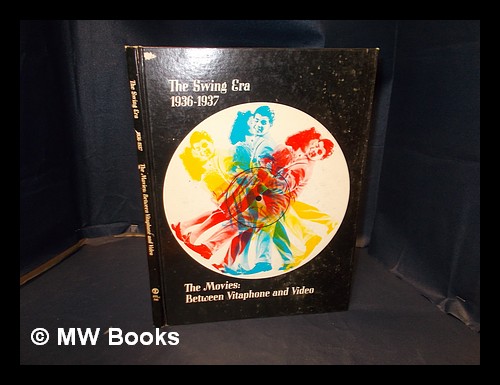 The Swing Era
1936-1937
The Movies:
Between Vitaphone and Video
The Swing Era
1936-1937
The Movies: Between Vitaphone and Video
© MW Books